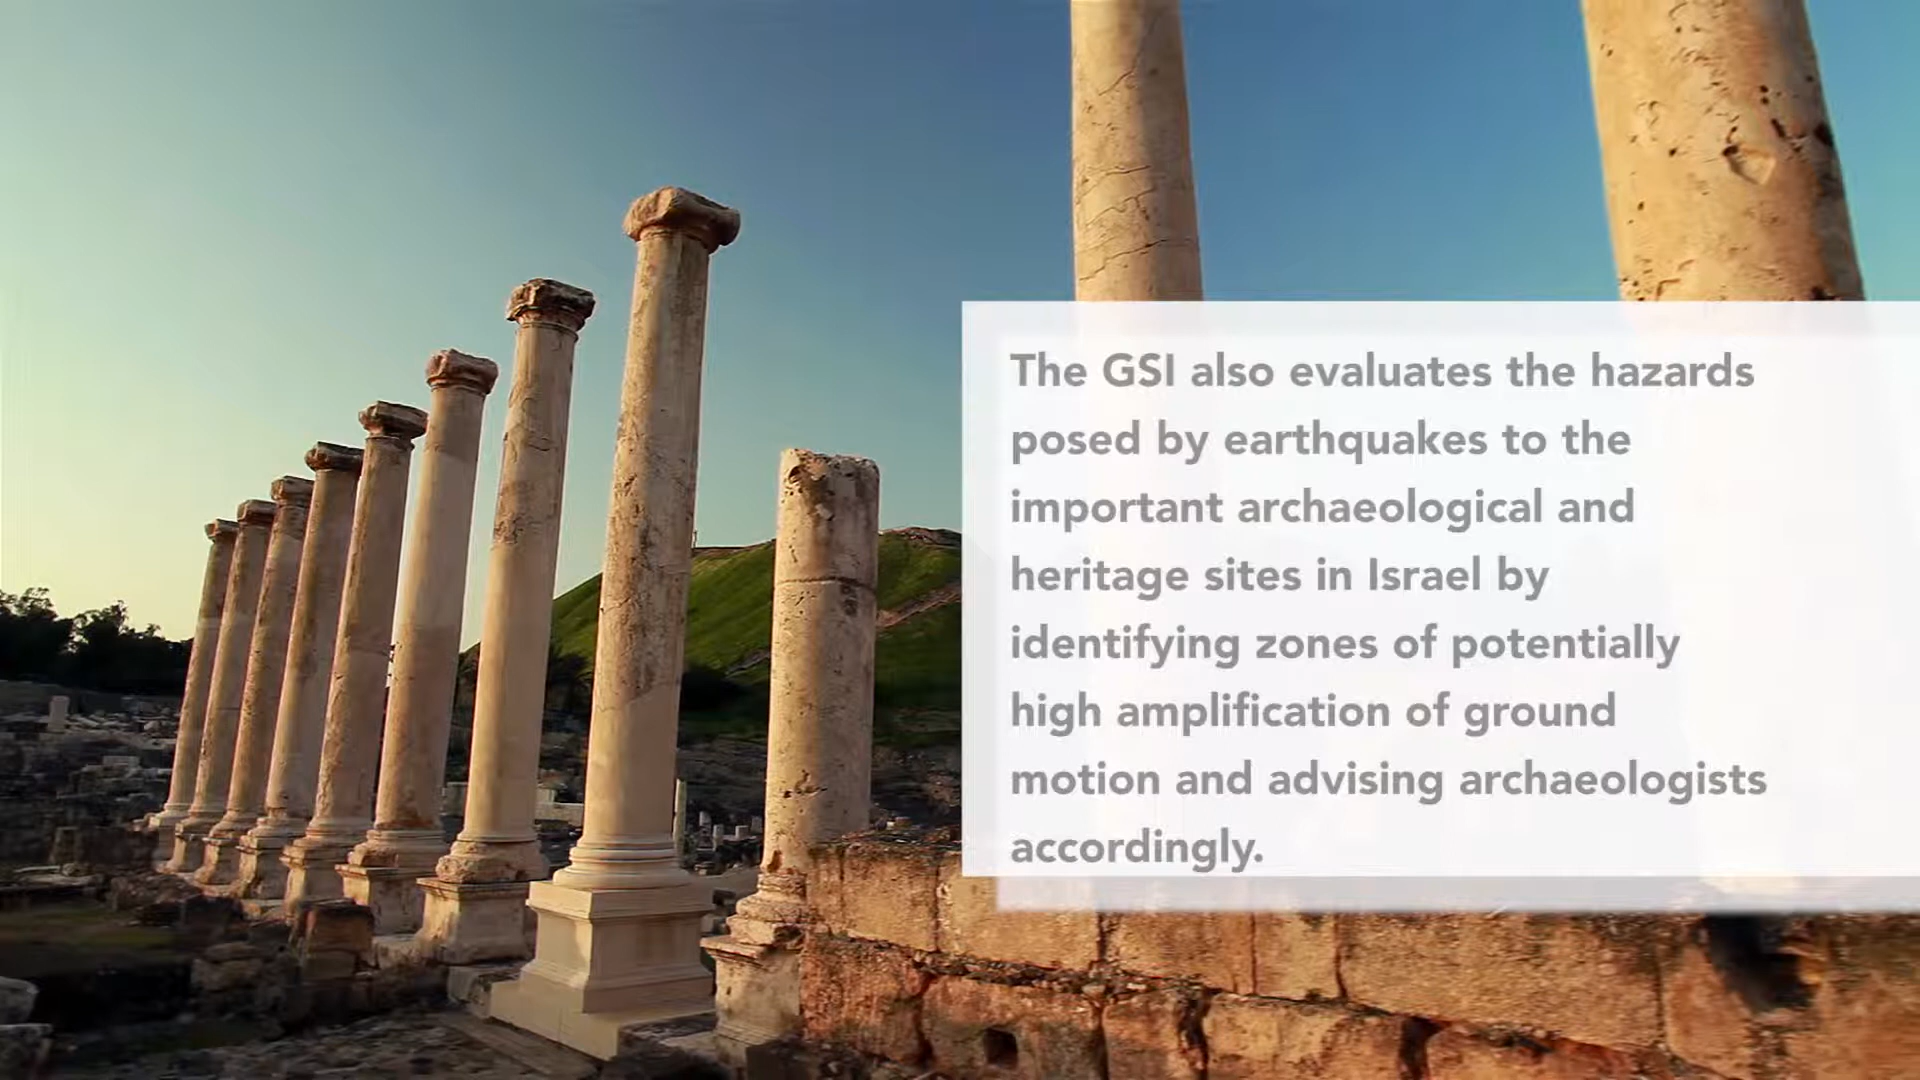 The GSI also evaluates the hazards
posed by earthquakes to the
important archaeological and
heritage sites in Israel by
identifying zones of potentially
high amplification of ground
motion and advising archaeologists
accordingly.